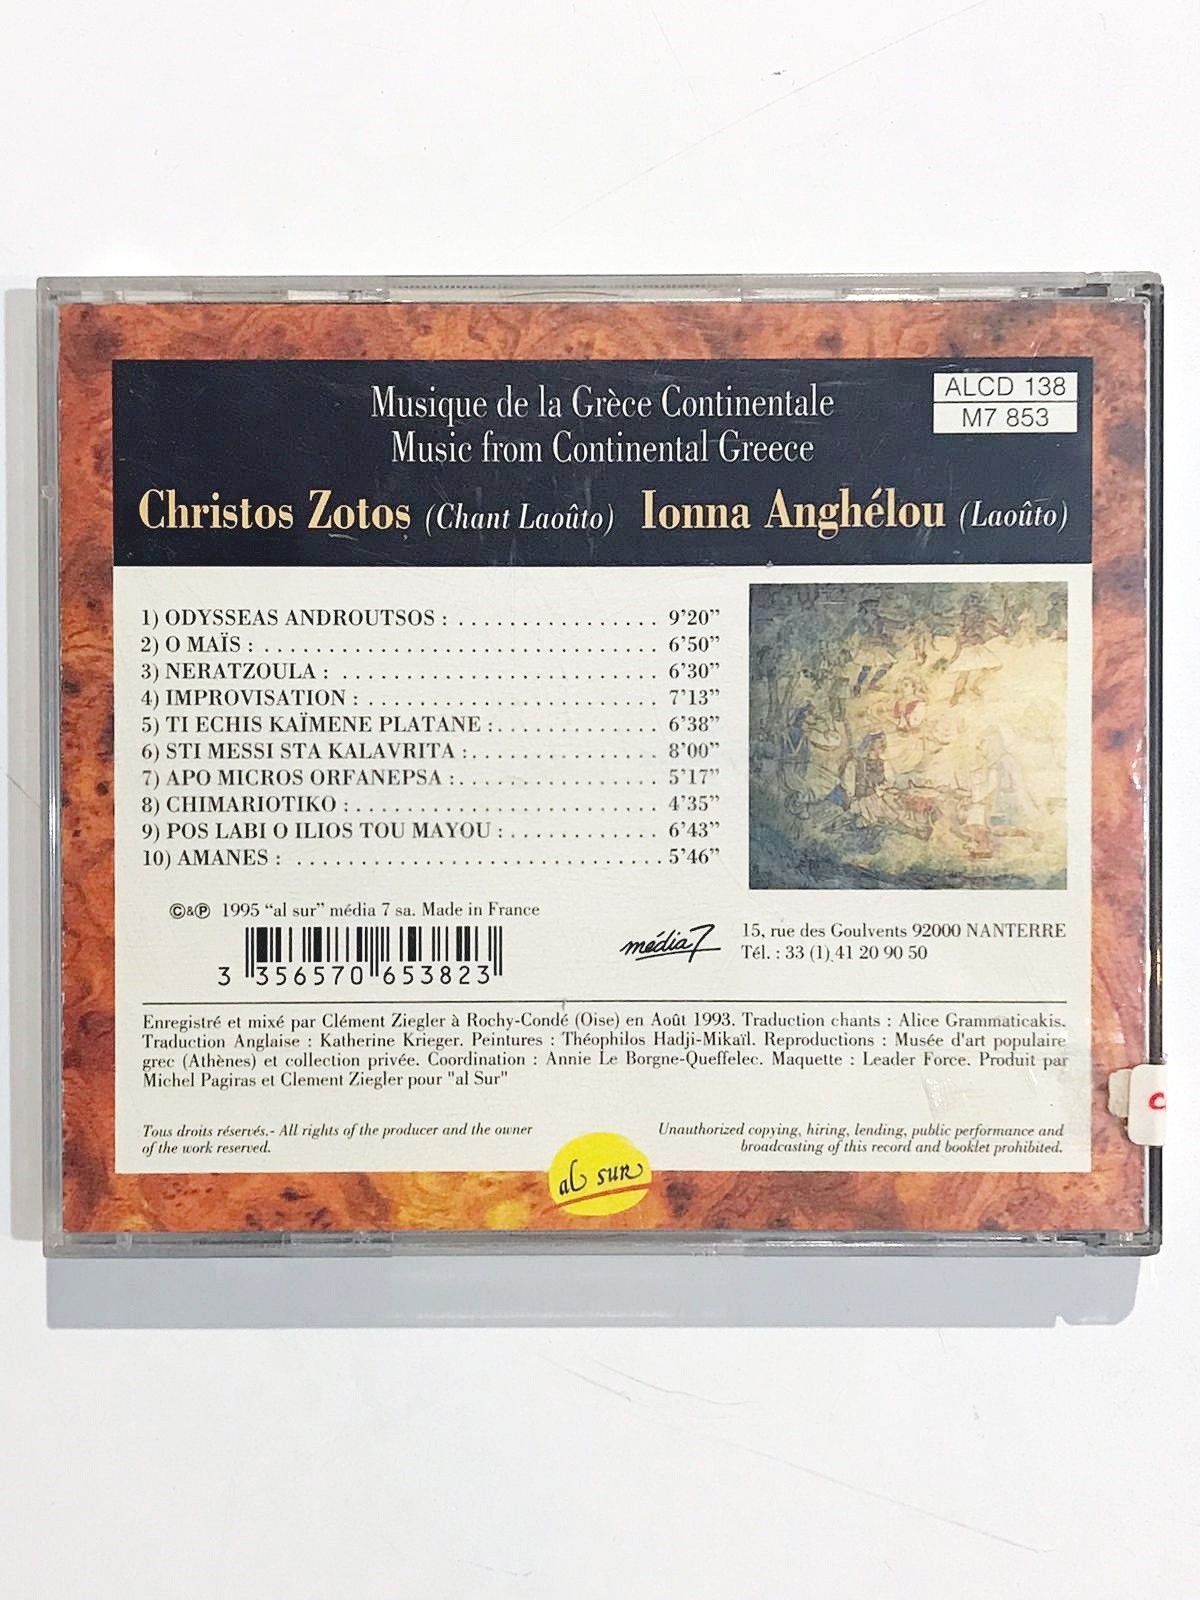 Musique de la Grèce Continentale
Music from Continental Greece
ALCD 138
M7 853
Christos Zotos (Chant Laoûto) Ionna Anghélou (Laoûto)
1) ODYSSEAS ANDROUTSOS : ................ 9'20”
2) O MAÏS : ................................ 6'50”
3) NERATZOULA : ......................... 6'30”
4) IMPROVISATION : ....................... 7'13”
5) TI ECHIS KAÏMENE PLATANE : ............. 6'38”
6) STI MESSI STA KALAVRITA : ............... 8'00”
7) APO MICROS ORFANEPSA : ................ 5'17”
8) CHIMARIOTIKO : ........................ 4'35”
9) POS LABI O ILIOS TOU MAYOU : ............ 6'43”
10) AMANES : ............................. 5'46”
©&℗ 1995 “al sur” média 7 sa. Made in France
3 356570 653823
média 7
15, rue des Goulvents 92000 NANTERRE
Tél. : 33 (1) 41 20 90 50
Enregistré et mixé par Clément Ziegler à Rochy-Condé (Oise) en Août 1993. Traduction chants : Alice Grammaticakis.
Traduction Anglaise : Katherine Krieger. Peintures : Théophilos Hadji-Mikaïl. Reproductions : Musée d'art populaire
grec (Athènes) et collection privée. Coordination : Annie Le Borgne-Queffelec. Maquette : Leader Force. Produit par
Michel Pagiras et Clement Ziegler pour "al Sur"
Tous droits réservés.- All rights of the producer and the owner
of the work reserved.
Unauthorized copying, hiring, lending, public performance and
broadcasting of this record and booklet prohibited.
al sur